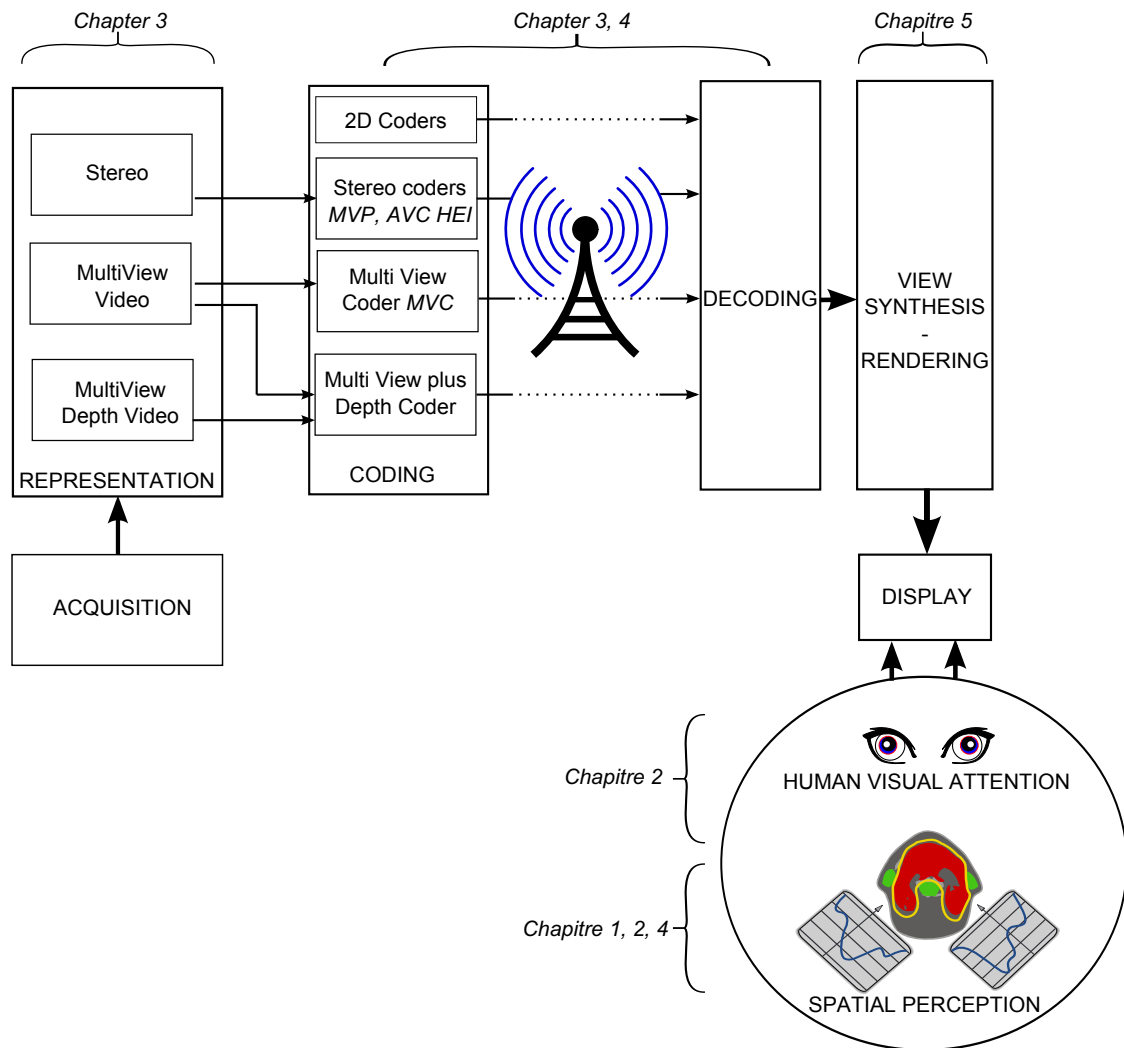 Chapter 3
Chapter 3, 4
Chapitre 5
Stereo
MultiView
Video
MultiView
Depth Video
REPRESENTATION
ACQUISITION
2D Coders
Stereo coders
MVP, AVC HEI
Multi View
Coder MVC
Multi View plus
Depth Coder
CODING
DECODING
VIEW
SYNTHESIS
-
RENDERING
DISPLAY
Chapitre 2
HUMAN VISUAL ATTENTION
Chapitre 1, 2, 4
SPATIAL PERCEPTION